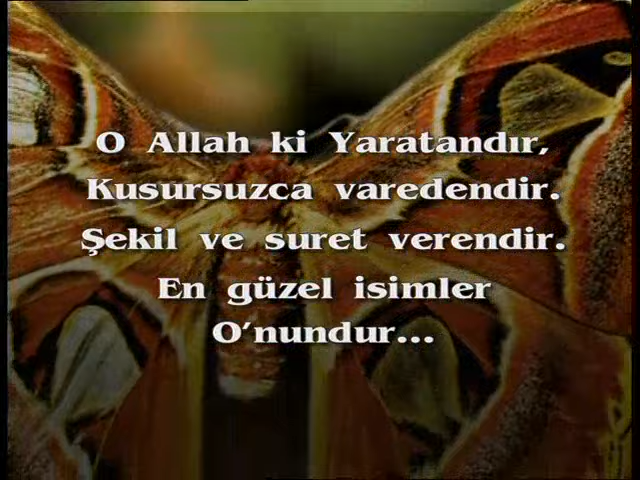 O Allah ki Yaratandır,
Kusursuzca varedendir.
Şekil ve suret verendir.
En güzel isimler
O'nundur...